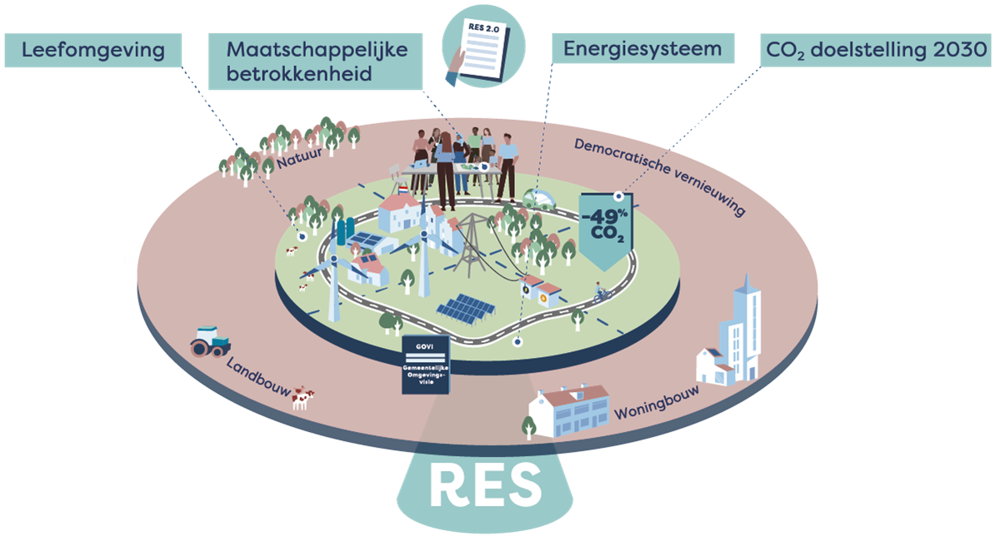 RES 2.0
Leefomgeving
Maatschappelijke
betrokkenheid
Energiesysteem
CO₂ doelstelling 2030
Natuur
Democratische vernieuwing
-49%
CO₂
GOVI
Gemeentelijke
Omgevings-
visie
Landbouw
Woningbouw
RES